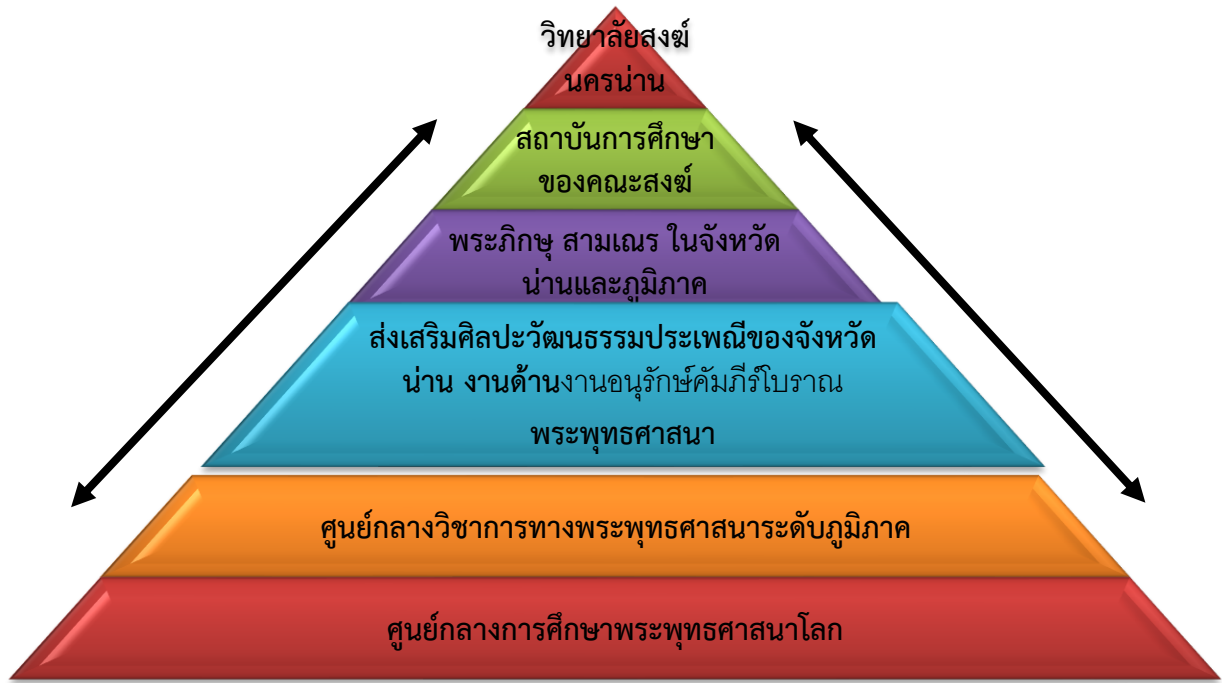 วิทยาลัยสงฆ์
นครน่าน
สถาบันการศึกษา
ของคณะสงฆ์
พระภิกษุ สามเณร ในจังหวัด
น่านและภูมิภาค
ส่งเสริมศิลปะวัฒนธรรมประเพณีของจังหวัด
น่าน งานด้านงานอนุรักษ์คัมภีร์โบราณ
พระพุทธศาสนา
ศูนย์กลางวิชาการทางพระพุทธศาสนาระดับภูมิภาค
ศูนย์กลางการศึกษาพระพุทธศาสนาโลก